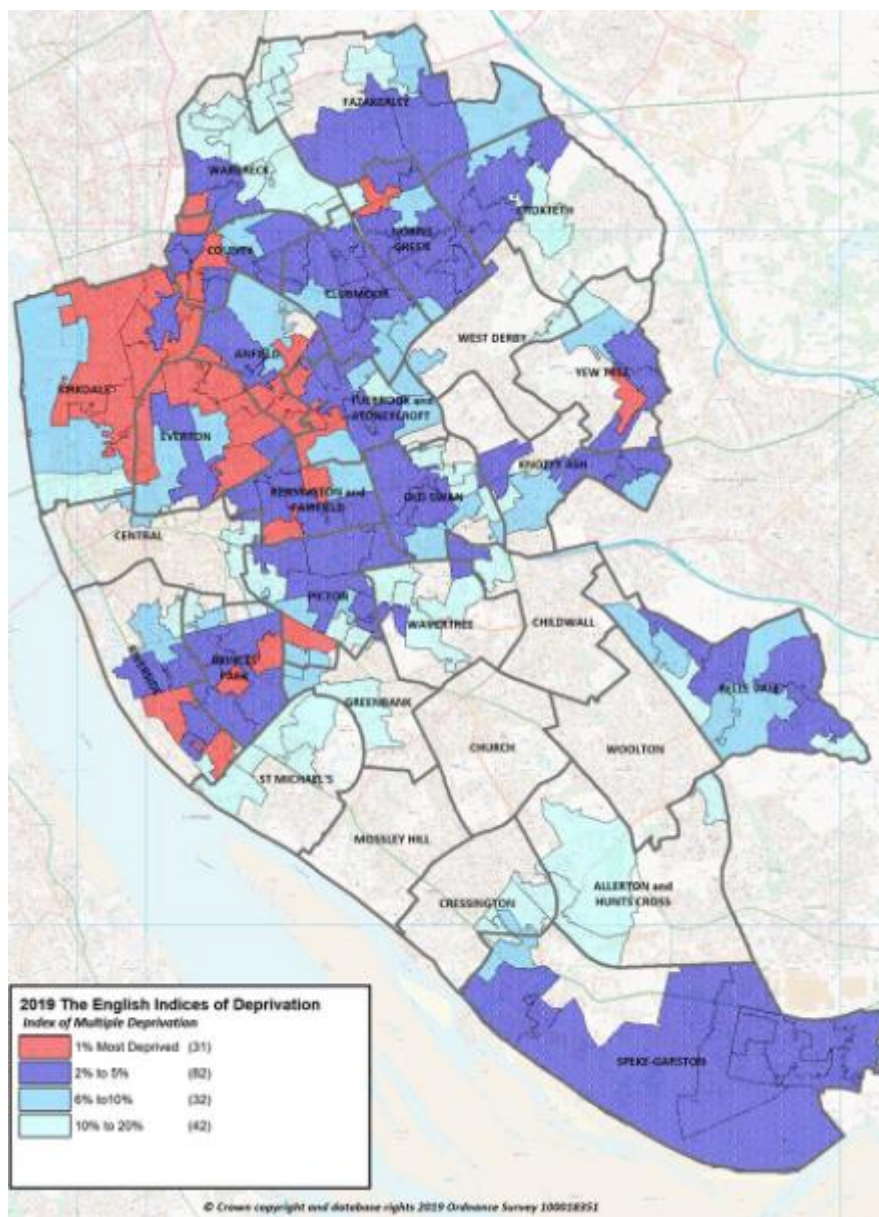 FAZAKERLEY
WARBRECK
CROXTETH
NORRIS
GREEN
COUNTY
CLUBMOOR
WEST DERBY
ANFIELD
YEW TREE
KIRKDALE
TUEBROOK and
STONEYCROFT
EVERTON
KNOTTY ASH
KENSINGTON and
FAIRFIELD
OLD SWAN
CENTRAL
PICTON
WAVERTREE
CHILDWALL
RIVERSIDE
PRINCES
PARK
BELLE VALE
GREENBANK
CHURCH
WOOLTON
ST MICHAEL'S
MOSSLEY HILL
ALLERTON and
HUNTS CROSS
CRESSINGTON
SPEKE-GARSTON
2019 The English Indices of Deprivation
Index of Multiple Deprivation
1% Most Deprived (31)
2% to 5% (82)
6% to10% (32)
10% to 20% (42)
© Crown copyright and database rights 2019 Ordnance Survey 100018351